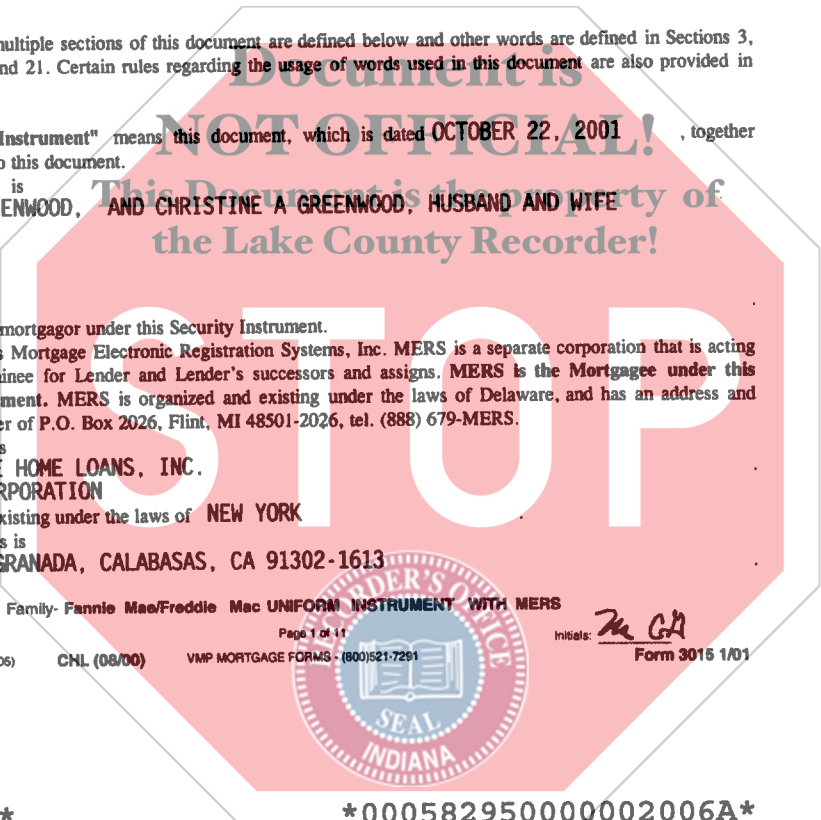 multiple sections of this document are defined below and other words are defined in Sections 3,
nd 21. Certain rules regarding the usage of words used in this document are also provided in
Document is
NOT OFFICIAL!
Instrument" means this document, which is dated OCTOBER 22, 2001 , together
o this document.
is
This Document is the property of
ENWOOD, AND CHRISTINE A GREENWOOD, HUSBAND AND WIFE
the Lake County Recorder!
mortgagor under this Security Instrument.
s Mortgage Electronic Registration Systems, Inc. MERS is a separate corporation that is acting
inee for Lender and Lender's successors and assigns. MERS is the Mortgagee under this
ment. MERS is organized and existing under the laws of Delaware, and has an address and
er of P.O. Box 2026, Flint, MI 48501-2026, tel. (888) 679-MERS.
STOP
s
E HOME LOANS, INC.
RPORATION
xisting under the laws of NEW YORK
s is
GRANADA, CALABASAS, CA 91302-1613
Family- Fannie Mae/Freddie Mac UNIFORM INSTRUMENT WITH MERS
Page 1 of 11
Initials:
05) CHL (08/00) VMP MORTGAGE FORMS - (800)521-7291 Form 3015 1/01
RECORDER'S OFFICE
SEAL
INDIANA
* *000582950000002006A*